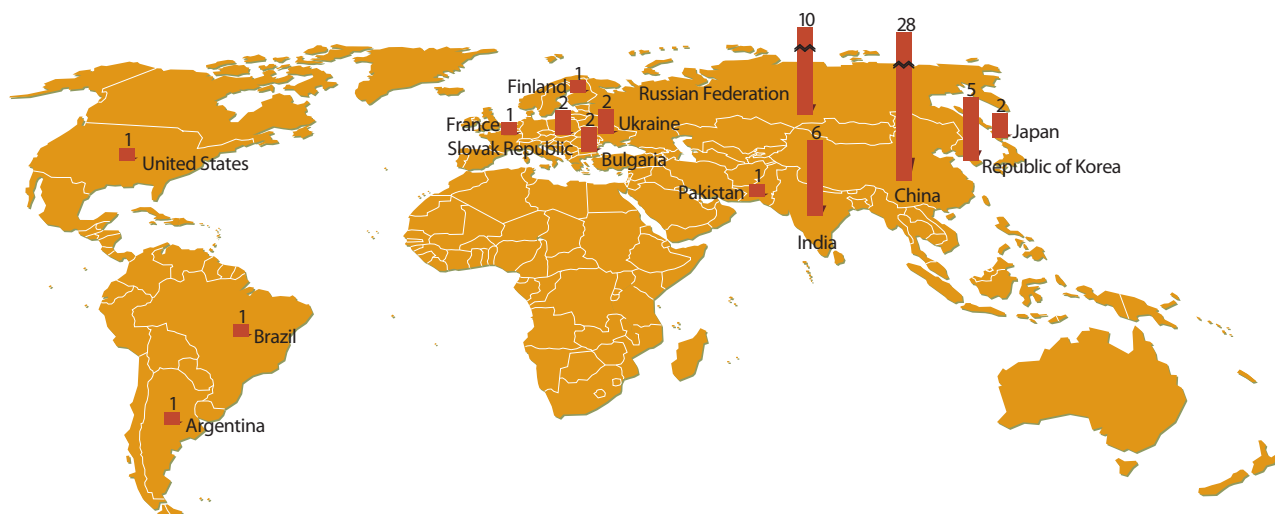 10
28
1
Finland
Russian Federation
5
2
2
2
1
France
2
Ukraine
Slovak Republic
6
Japan
1
United States
Bulgaria
Republic of Korea
1
Pakistan
China
India
1
Brazil
1
Argentina